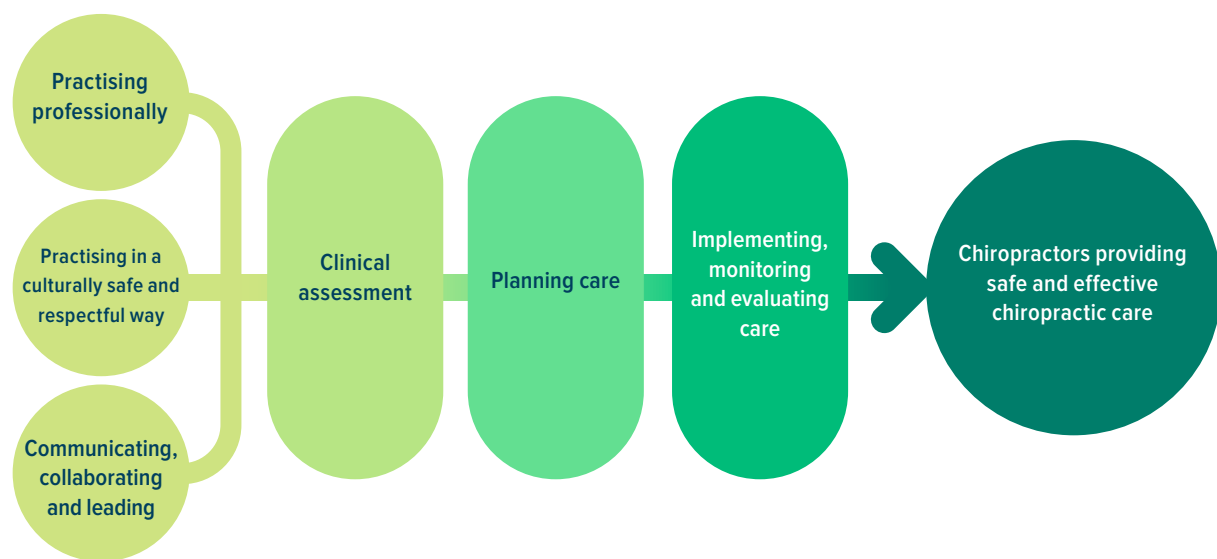 Practising
professionally
Practising in a
culturally safe and
respectful way
Communicating,
collaborating
and leading
Clinical
assessment
Planning care
Implementing,
monitoring
and evaluating
care
Chiropractors providing
safe and effective
chiropractic care